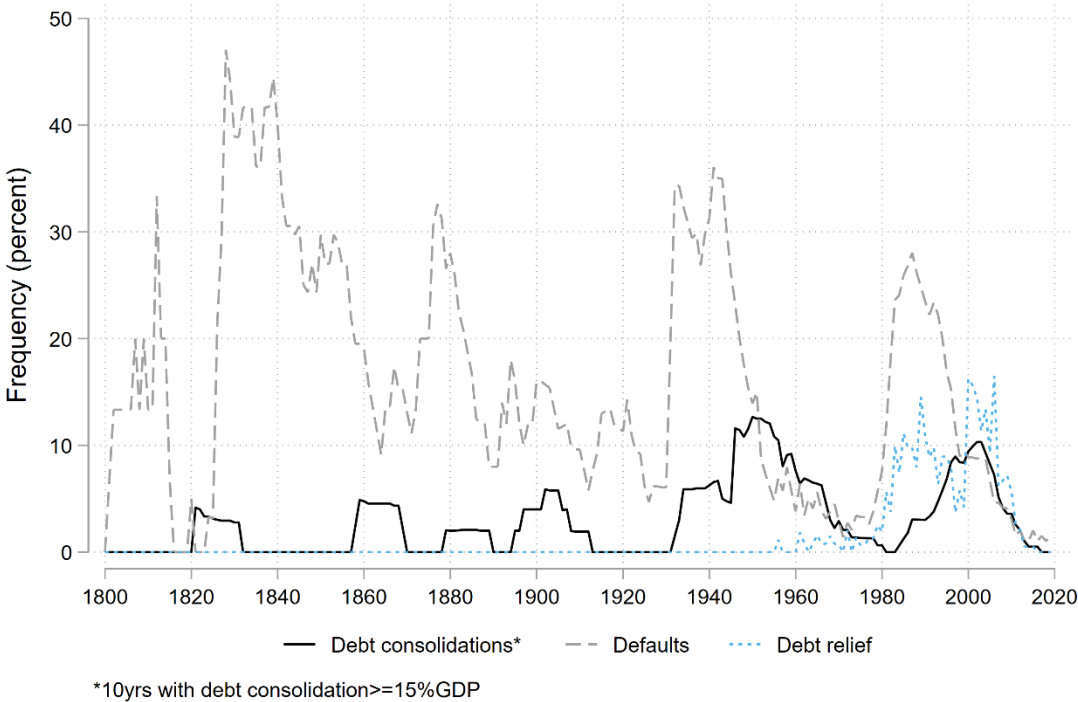 50
40
30
20
10
0
Frequency (percent)
1800 1820 1840 1860 1880 1900 1920 1940 1960 1980 2000 2020
Debt consolidations* Defaults Debt relief
*10yrs with debt consolidation>=15%GDP